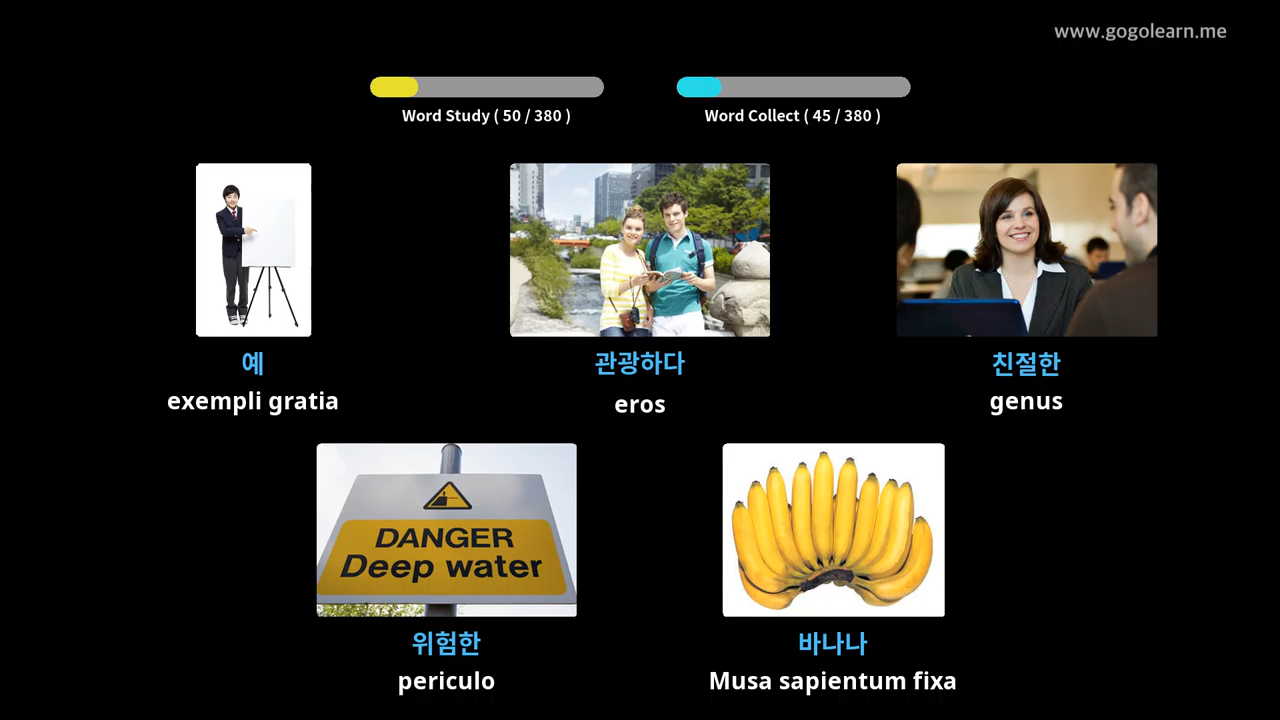 www.gogolearn.me
Word Study ( 50 / 380 )
Word Collect ( 45 / 380 )
예
exempli gratia
관광하다
eros
친절한
genus
DANGER
Deep water
위험한
periculo
바나나
Musa sapientum fixa